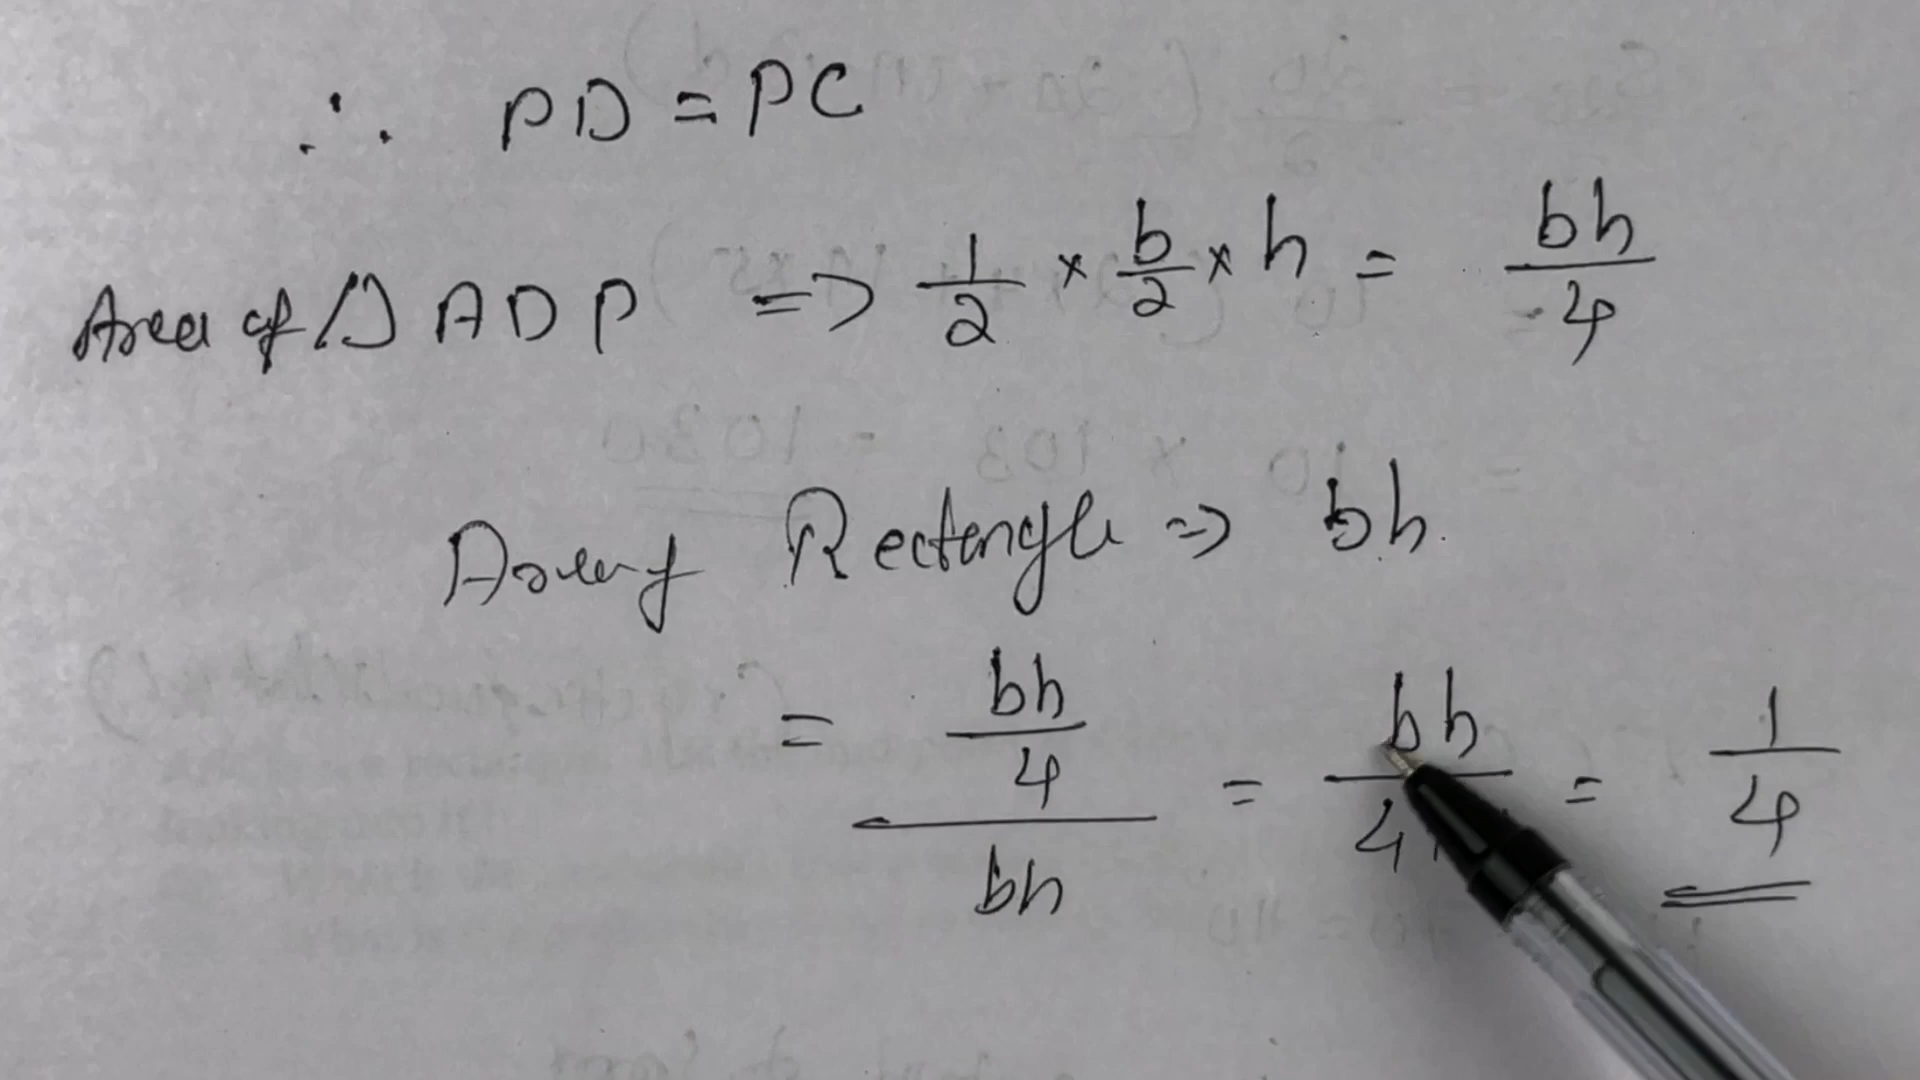 ∴ PD = PC
Area of △ ADP => 1/2 × b/2 × h = bh/4
Area of Rectangle => bh.
= bh/4 / bh = bh/4 = 1/4